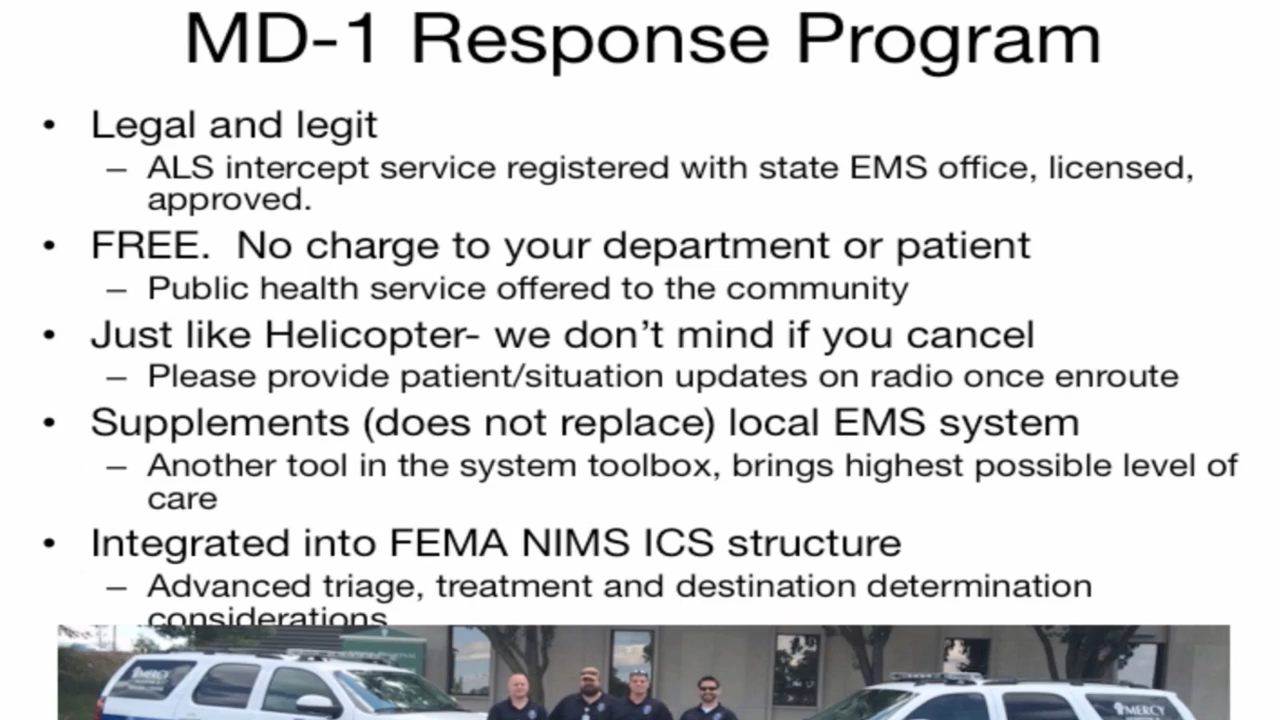 MD-1 Response Program
• Legal and legit
– ALS intercept service registered with state EMS office, licensed,
approved.
• FREE.  No charge to your department or patient
– Public health service offered to the community
• Just like Helicopter- we don’t mind if you cancel
– Please provide patient/situation updates on radio once enroute
• Supplements (does not replace) local EMS system
– Another tool in the system toolbox, brings highest possible level of
care
• Integrated into FEMA NIMS ICS structure
– Advanced triage, treatment and destination determination
considerations
MERCY
MERCY